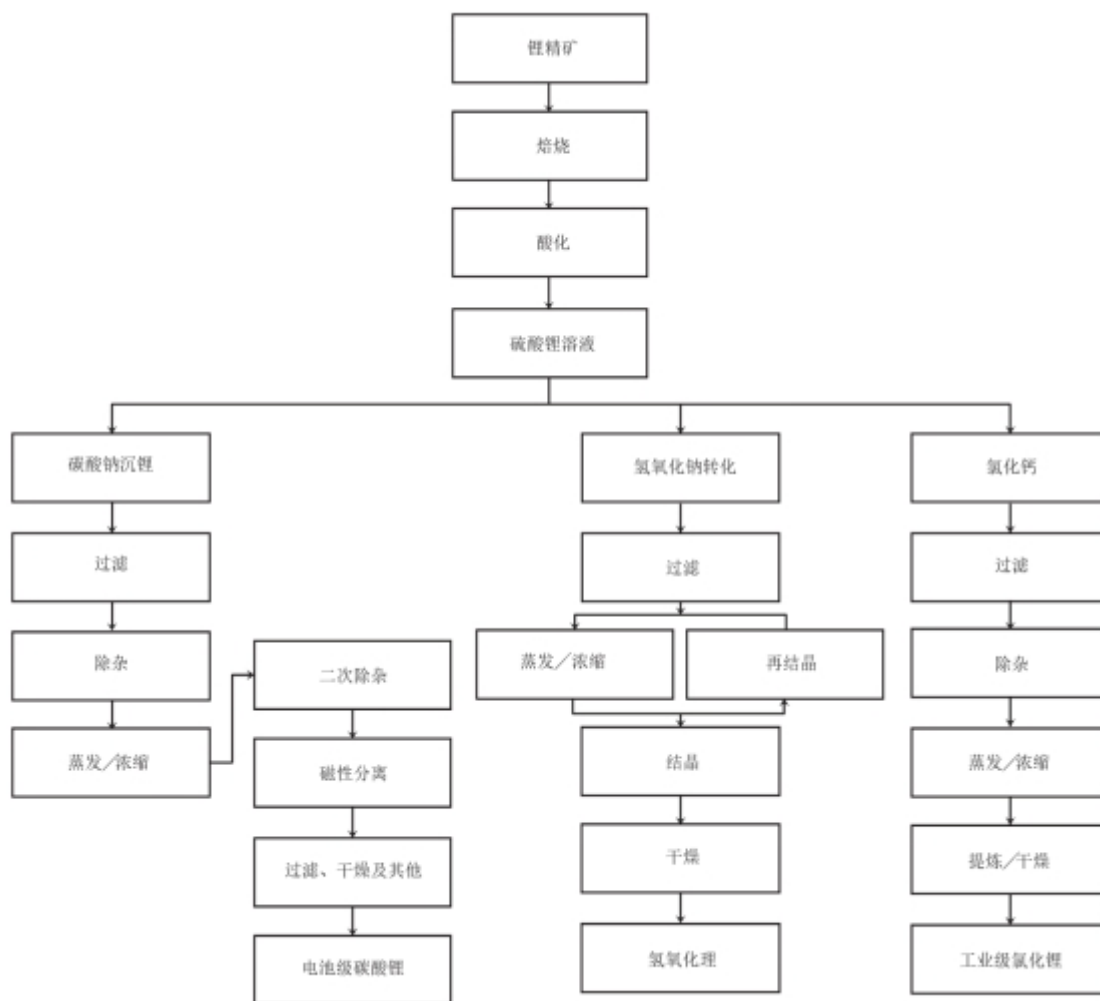 锂精矿
焙烧
酸化
硫酸锂溶液
碳酸钠沉锂
过滤
除杂
蒸发/浓缩
二次除杂
磁性分离
过滤、干燥及其他
电池级碳酸锂
氢氧化钠转化
过滤
蒸发/浓缩
再结晶
结晶
干燥
氢氧化理
氯化钙
过滤
除杂
蒸发/浓缩
提炼/干燥
工业级氯化锂